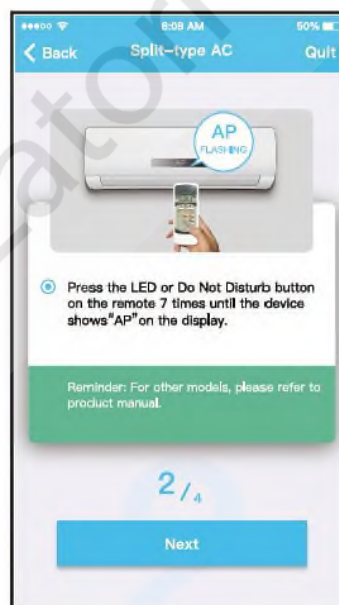 8:08 AM
50%
Back
Split-type AC
Quit
AP
FLASHING
Press the LED or Do Not Disturb button
on the remote 7 times until the device
shows"AP"on the display.
Reminder: For other models, please refer to
product manual.
2/4
Next